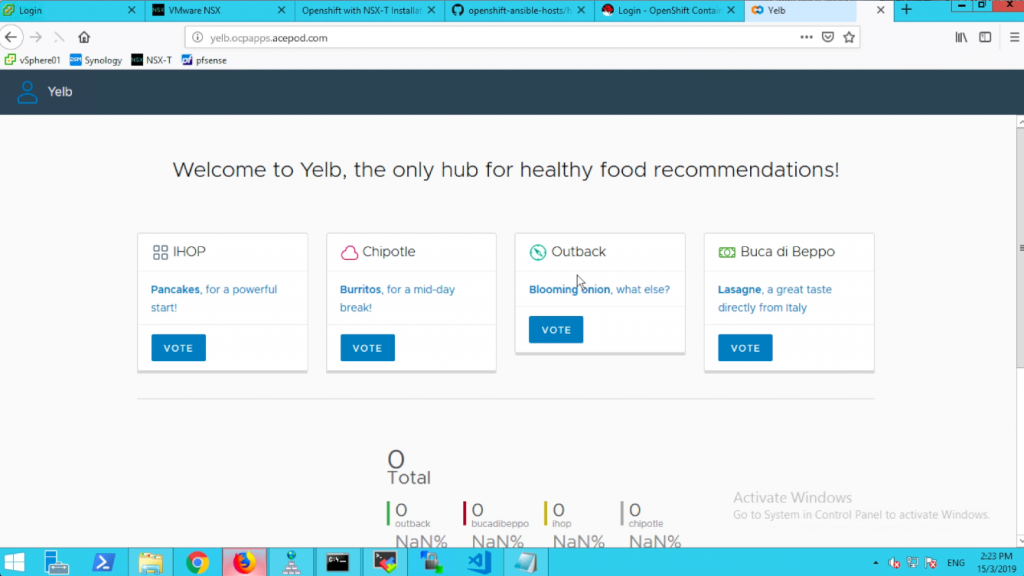 Login
VMware NSX
Openshift with NSX-T Installa
openshift-ansible-hosts/h
Login - OpenShift Contain
Yelb
yelb.ocpapps.acepod.com
vSphere01
Synology
NSX-T
pfsense
Yelb
Welcome to Yelb, the only hub for healthy food recommendations!
IHOP
Pancakes, for a powerful
start!
VOTE
Chipotle
Burritos, for a mid-day
break!
VOTE
Outback
Blooming onion, what else?
VOTE
Buca di Beppo
Lasagne, a great taste
directly from Italy
VOTE
0
Total
0 0 0 0
outback bucadibeppo ihop chipotle
NaN% NaN% NaN% NaN%
Activate Windows
Go to System in Control Panel to activate Windows.
ENG
2:23 PM
15/3/2019